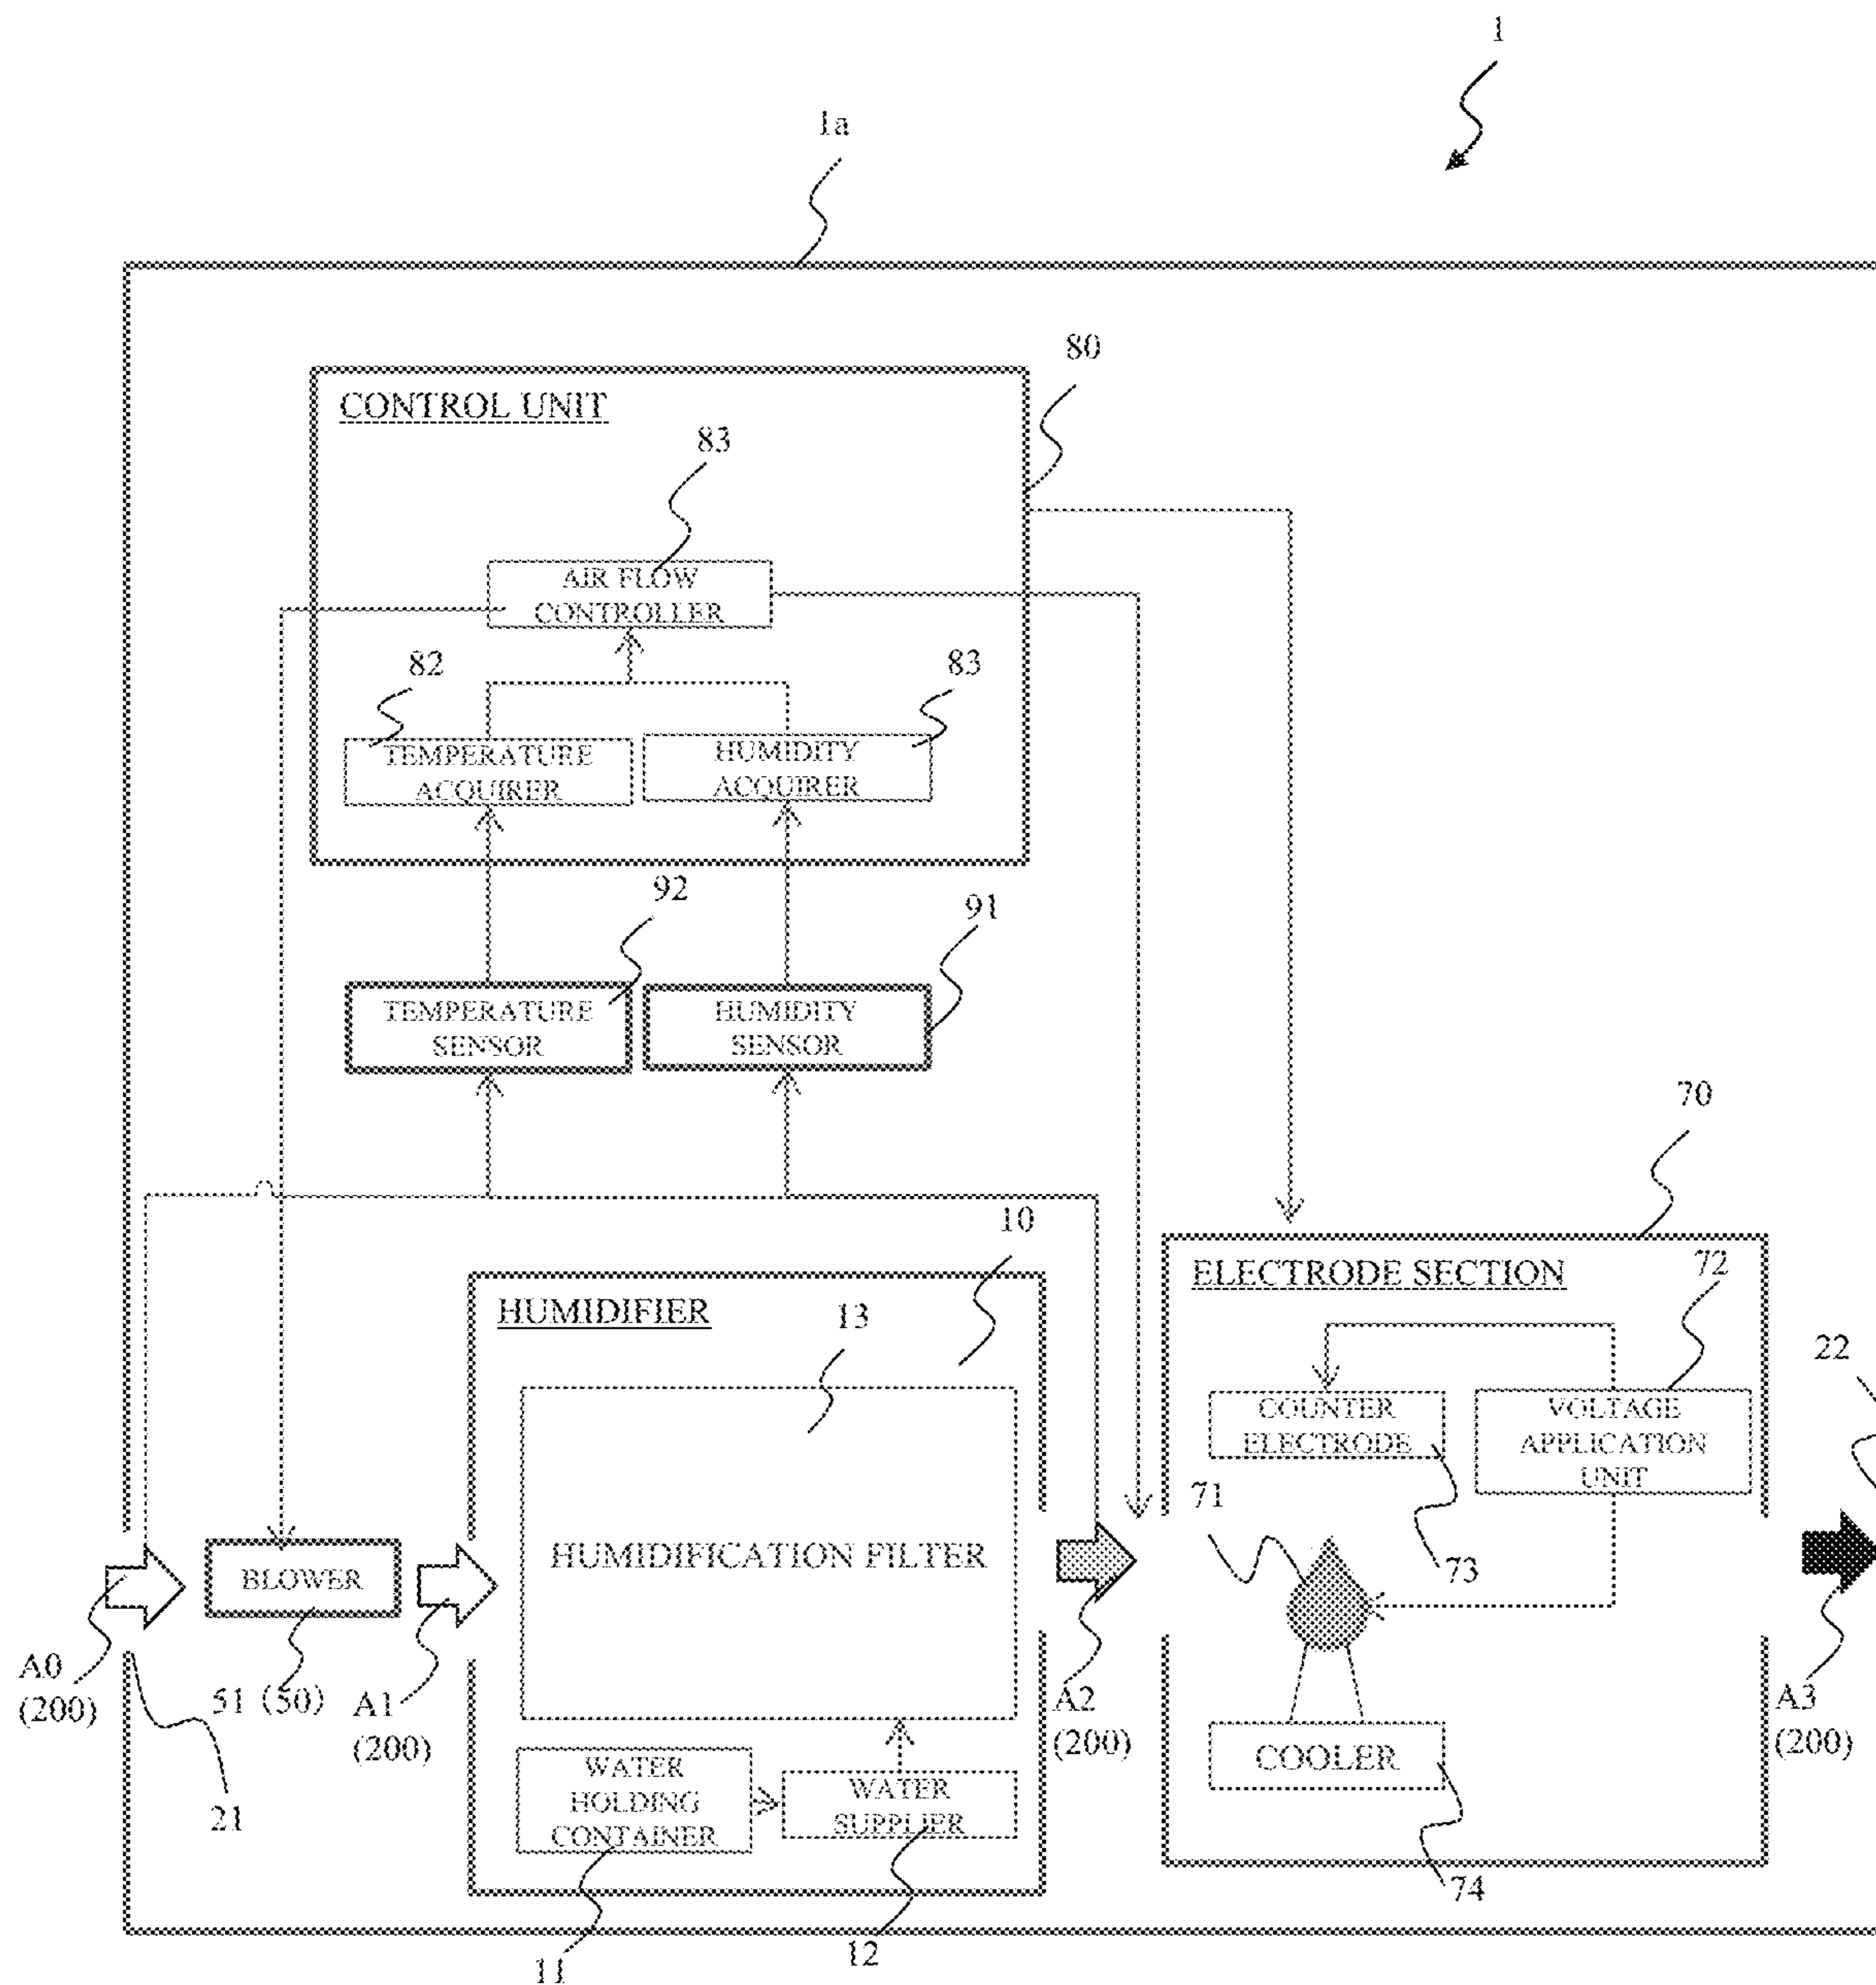 1
1a
80
CONTROL UNIT
83
AIR FLOW
CONTROLLER
82
83
TEMPERATURE
ACQUIRER
HUMIDITY
ACQUIRER
92
91
TEMPERATURE
SENSOR
HUMIDITY
SENSOR
70
10
HUMIDIFIER
13
ELECTRODE SECTION
72
22
COUNTER
ELECTRODE
VOLTAGE
APPLICATION
UNIT
71
73
HUMIDIFICATION FILTER
BLOWER
A0
(200)
51 (50)
A1
(200)
A2
(200)
A3
(200)
21
WATER
HOLDING
CONTAINER
WATER
SUPPLIER
COOLER
74
11
12